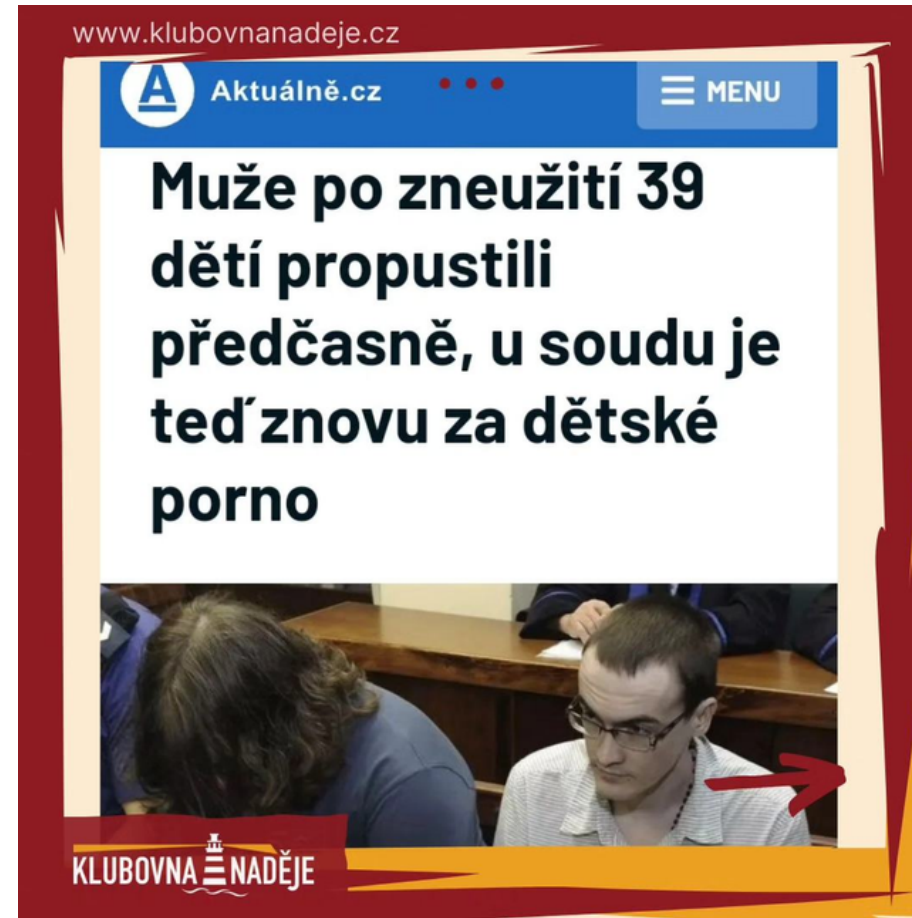 www.klubovnanadeje.cz
A Aktuálně.cz MENU
Muže po zneužití 39
dětí propustili
předčasně, u soudu je
teď znovu za dětské
porno
KLUBOVNA NADĚJE